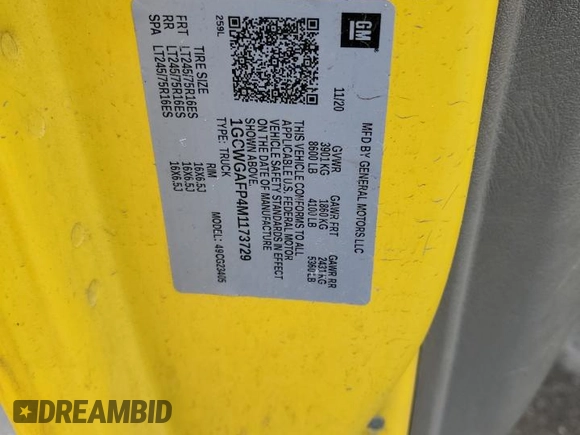 GM
MFD BY GENERAL MOTORS LLC
11/20 GVWR GAWR FRT GAWR RR
3901 KG 1860 KG 2431 KG
8600 LB 4100 LB 5360 LB
THIS VEHICLE CONFORMS TO ALL
APPLICABLE U.S. FEDERAL MOTOR
VEHICLE SAFETY STANDARDS IN EFFECT
ON THE DATE OF MANUFACTURE
SHOWN ABOVE.
1GCWGAFP4M1173729
TYPE: TRUCK MODEL: 49CG23405
259L
TIRE SIZE RIM
FRT LT245/75R16ES 16X6.5J
RR LT245/75R16ES 16X6.5J
SPA LT245/75R16ES 16X6.5J
DREAMBID